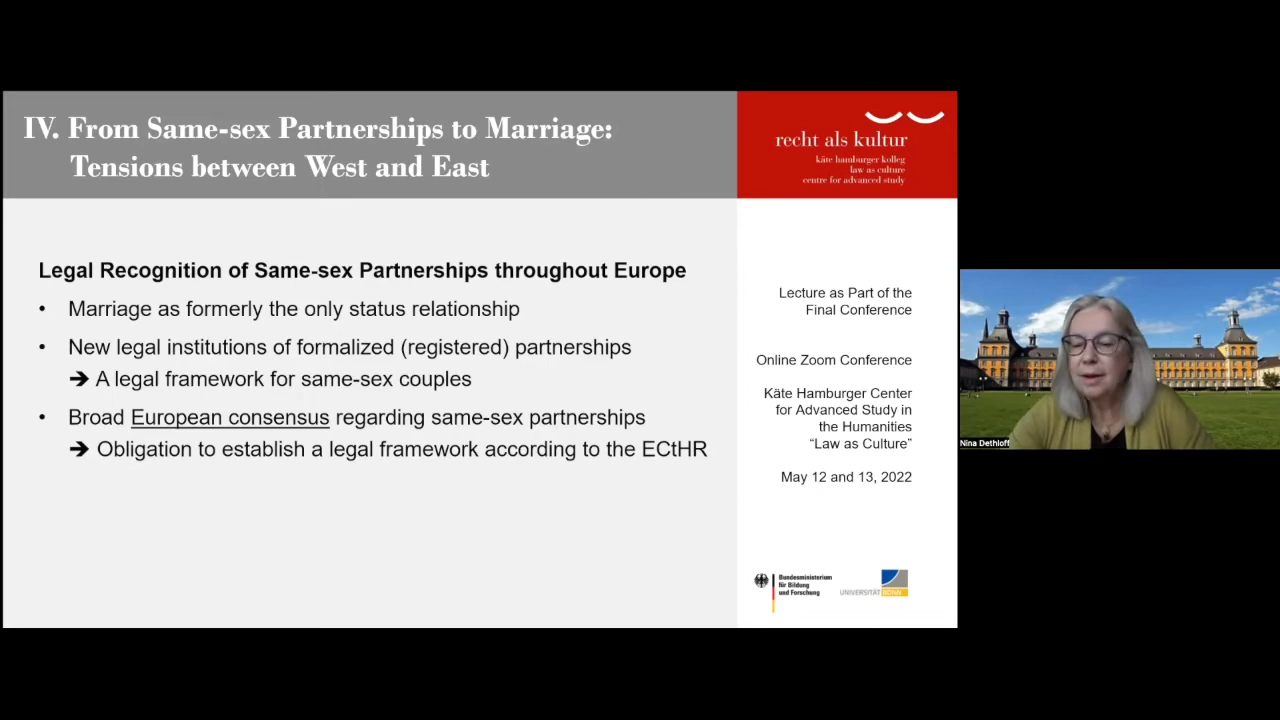 IV. From Same-sex Partnerships to Marriage:
Tensions between West and East
recht als kultur
käte hamburger kolleg
law as culture
centre for advanced study
Legal Recognition of Same-sex Partnerships throughout Europe
• Marriage as formerly the only status relationship
• New legal institutions of formalized (registered) partnerships
➔ A legal framework for same-sex couples
• Broad European consensus regarding same-sex partnerships
➔ Obligation to establish a legal framework according to the ECtHR
Lecture as Part of the
Final Conference
Online Zoom Conference
Käte Hamburger Center
for Advanced Study in
the Humanities
“Law as Culture”
May 12 and 13, 2022
Bundesministerium
für Bildung
und Forschung
UNIVERSITÄT BONN
Nina Dethloff